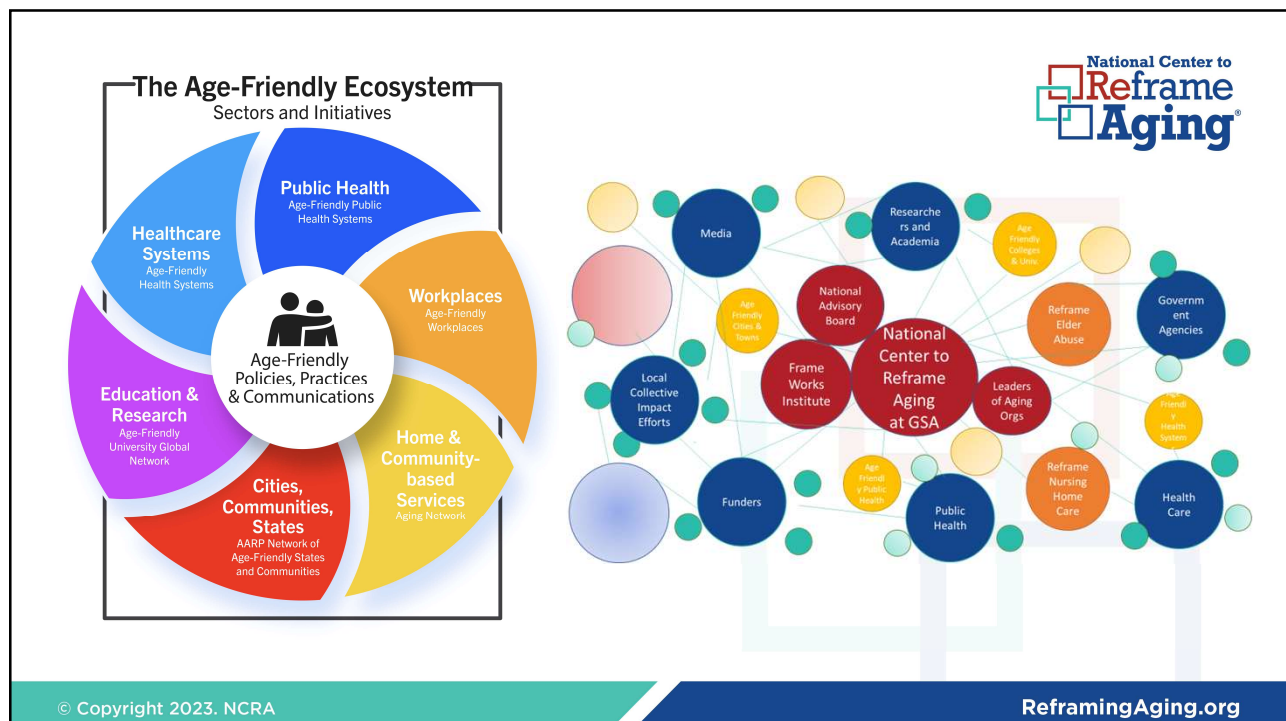 The Age-Friendly Ecosystem
Sectors and Initiatives
Public Health
Age-Friendly Public
Health Systems
Healthcare
Systems
Age-Friendly
Health Systems
Workplaces
Age-Friendly
Workplaces
Age-Friendly
Policies, Practices
& Communications
Education &
Research
Age-Friendly
University Global
Network
Home &
Community-
based
Services
Aging Network
Cities,
Communities,
States
AARP Network of
Age-Friendly States
and Communities
National Center to
Reframe
Aging®
Media
Researche
rs and
Academia
Age
Friendly
Colleges
& Univ
National
Advisory
Board
Age
Friendly
Cities &
Towns
Reframe
Elder
Abuse
Governm
ent
Agencies
National
Center to
Reframe
Aging
at GSA
Frame
Works
Institute
Leaders
of Aging
Orgs
Local
Collective
Impact
Efforts
Age
Friendl
y
Health
System
Funders
Age
Friendl
y Public
Health
Public
Health
Reframe
Nursing
Home
Care
Health
Care
© Copyright 2023. NCRA
ReframingAging.org